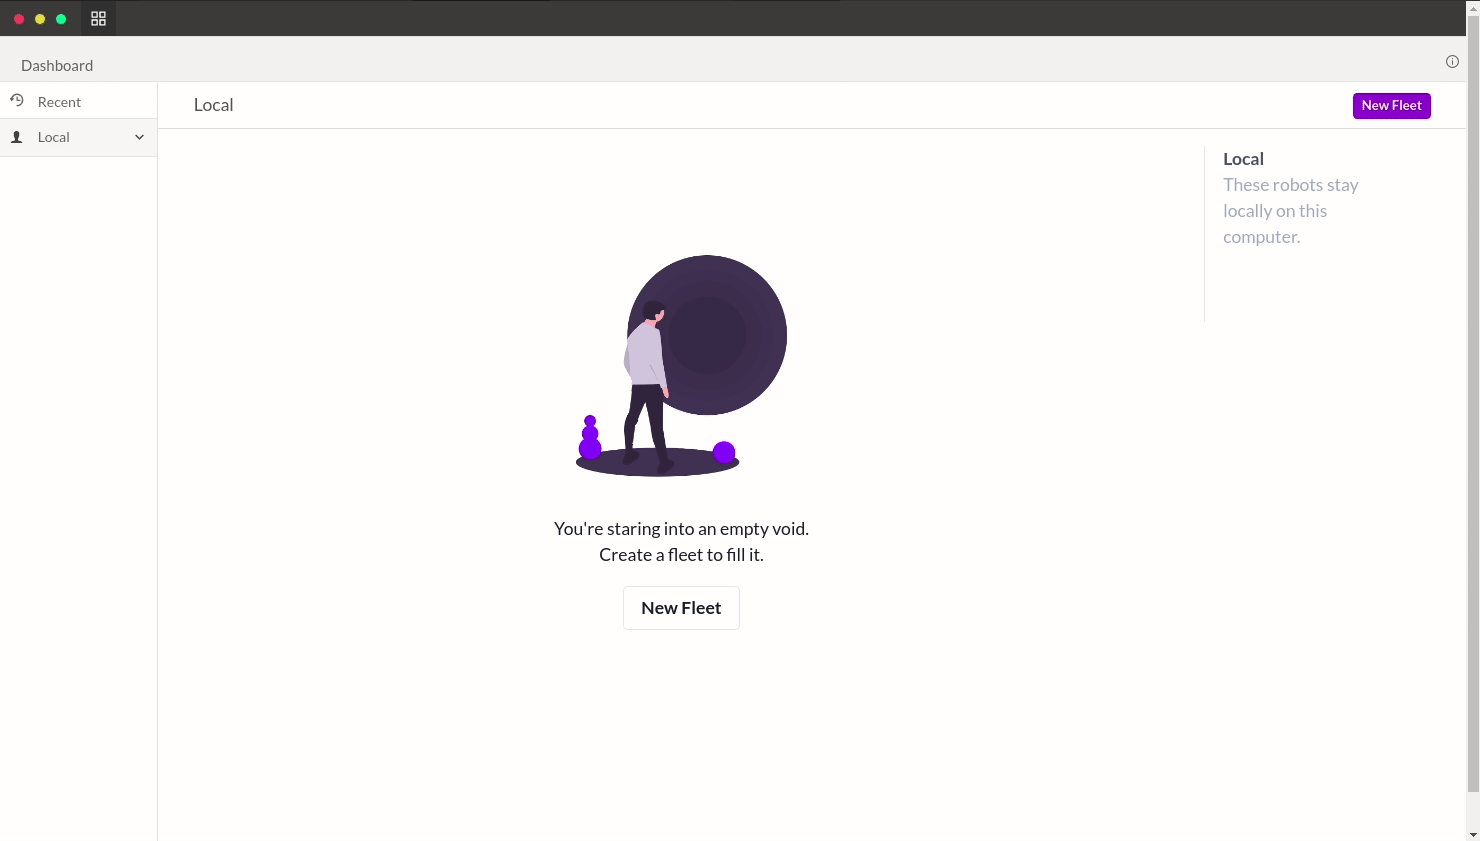 Dashboard
Recent
Local
Local
New Fleet
Local
These robots stay
locally on this
computer.
You're staring into an empty void.
Create a fleet to fill it.
New Fleet